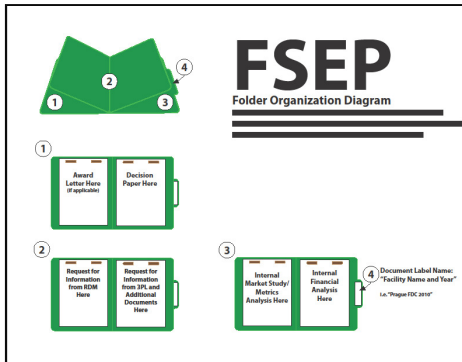 FSEP
Folder Organization Diagram
1
2
3
4
1
Award
Letter Here
(if applicable)
Decision
Paper Here
2
Request for
Information
from RDM
Here
Request for
Information
from 3PL and
Additional
Documents
Here
3
Internal
Market Study/
Metrics
Analysis Here
Internal
Financial
Analysis
Here
4
Document Label Name:
"Facility Name and Year"
i.e. "Prague FDC 2010"